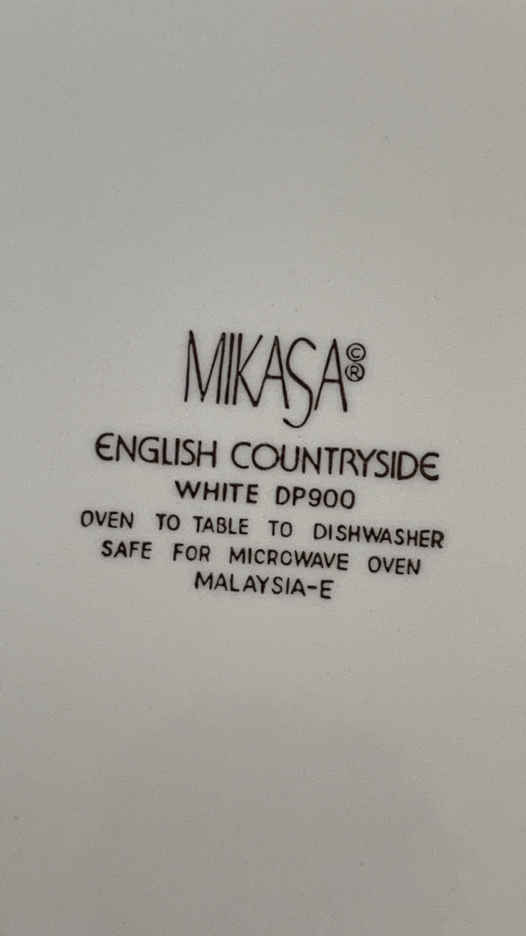 MIKASA©®
ENGLISH COUNTRYSIDE
WHITE DP900
OVEN TO TABLE TO DISHWASHER
SAFE FOR MICROWAVE OVEN
MALAYSIA-E